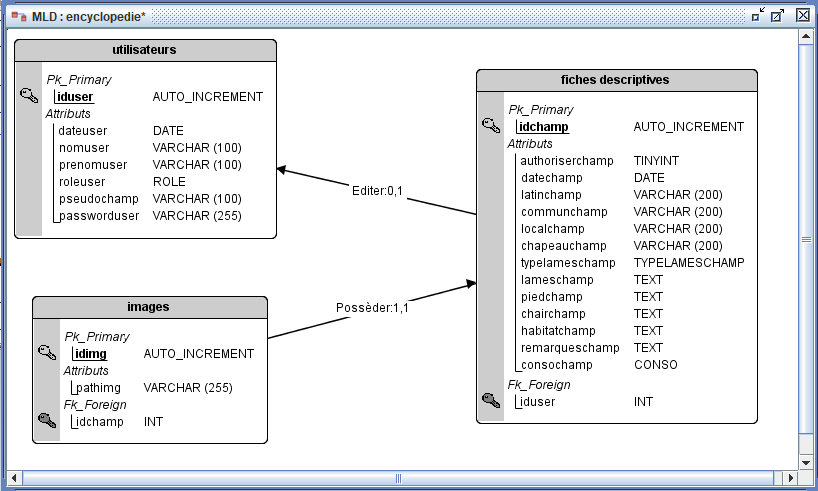 MLD : encyclopedie*
utilisateurs
Pk_Primary
iduser AUTO_INCREMENT
Attributs
dateuser DATE
nomuser VARCHAR (100)
prenomuser VARCHAR (100)
roleuser ROLE
pseudochamp VARCHAR (100)
passworduser VARCHAR (255)
Editer:0,1
fiches descriptives
Pk_Primary
idchamp AUTO_INCREMENT
Attributs
authoriserchamp TINYINT
datechamp DATE
latinchamp VARCHAR (200)
communchamp VARCHAR (200)
localchamp VARCHAR (200)
chapeauchamp VARCHAR (200)
typelameschamp TYPELAMESCHAMP
lameschamp TEXT
piedchamp TEXT
chairchamp TEXT
habitatchamp TEXT
remarqueschamp TEXT
consochamp CONSO
Fk_Foreign
iduser INT
Possèder:1,1
images
Pk_Primary
idimg AUTO_INCREMENT
Attributs
pathimg VARCHAR (255)
Fk_Foreign
idchamp INT